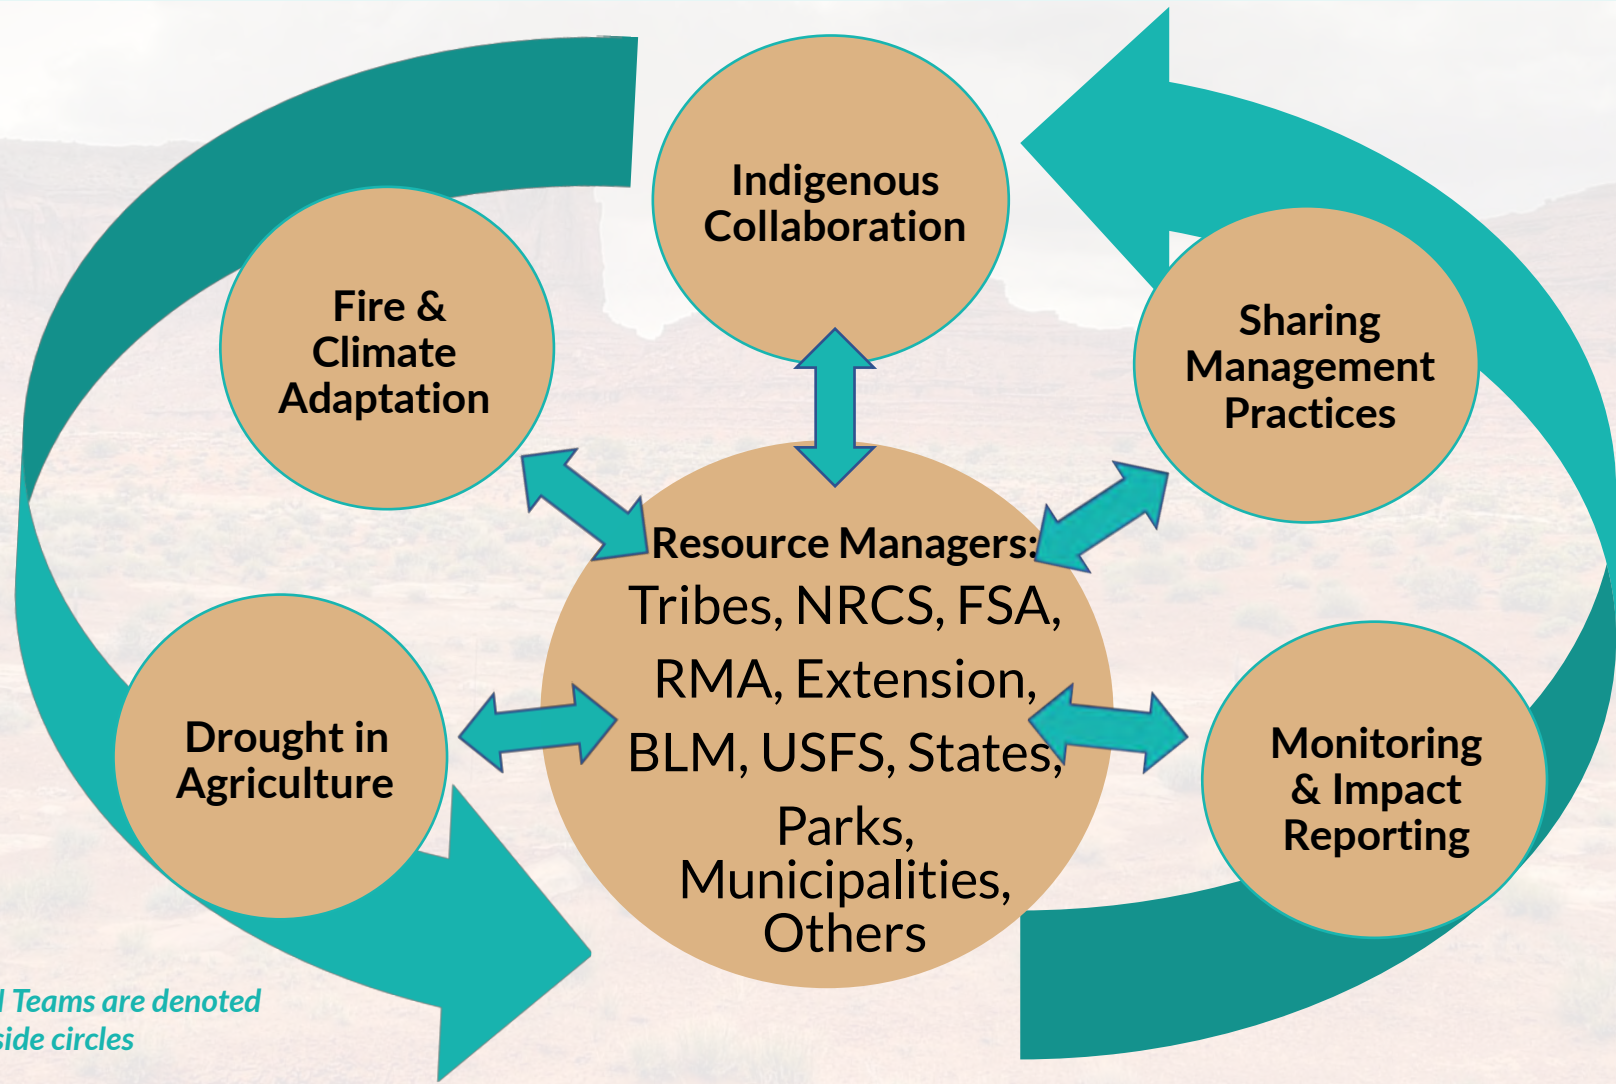 Indigenous
Collaboration
Fire &
Climate
Adaptation
Sharing
Management
Practices
Resource Managers:
Tribes, NRCS, FSA,
RMA, Extension,
BLM, USFS, States,
Parks,
Municipalities,
Others
Drought in
Agriculture
Monitoring
& Impact
Reporting
Teams are denoted
side circles